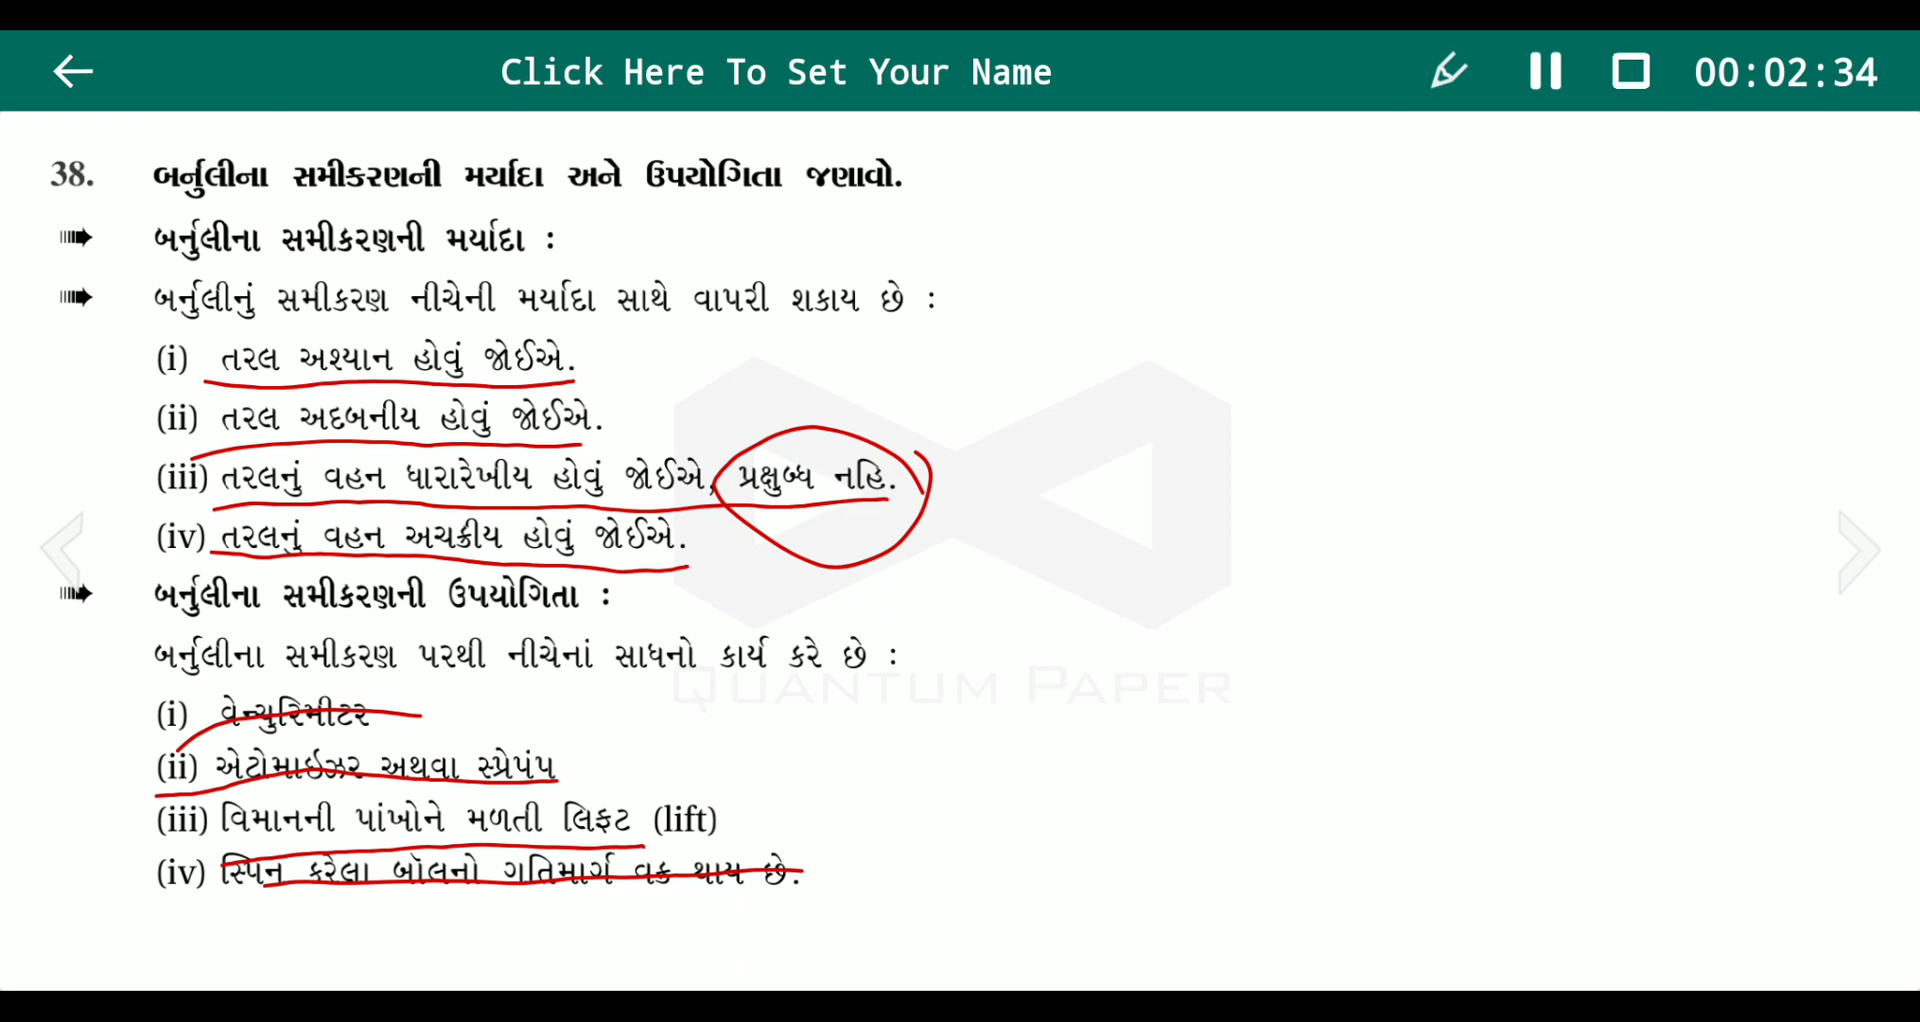 Click Here To Set Your Name 00:02:34
38. બર્નુલીના સમીકરણની મર્યાદા અને ઉપયોગિતા જણાવો.
બર્નુલીના સમીકરણની મર્યાદા :
બર્નુલીનું સમીકરણ નીચેની મર્યાદા સાથે વાપરી શકાય છે :
(i) તરલ અશ્યાન હોવું જોઈએ.
(ii) તરલ અદબનીય હોવું જોઈએ.
(iii) તરલનું વહન ધારારેખીય હોવું જોઈએ, પ્રક્ષુબ્ધ નહિ.
(iv) તરલનું વહન અચક્રીય હોવું જોઈએ.
બર્નુલીના સમીકરણની ઉપયોગિતા :
બર્નુલીના સમીકરણ પરથી નીચેનાં સાધનો કાર્ય કરે છે :
QUANTUM PAPER
(i) વેન્ચુરિમીટર
(ii) એટોમાઇઝર અથવા સ્પ્રેપંપ
(iii) વિમાનની પાંખોને મળતી લિફ્ટ (lift)
(iv) સ્પિન કરેલા બૉલનો ગતિમાર્ગ વક્ર થાય છે.